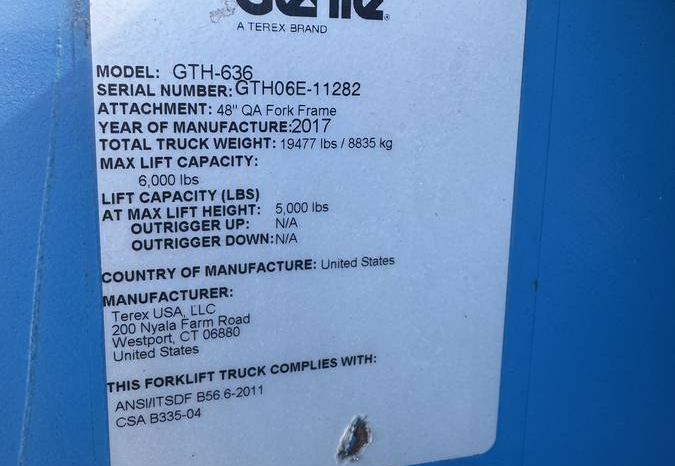 Genie
A TEREX BRAND
MODEL: GTH-636
SERIAL NUMBER: GTH06E-11282
ATTACHMENT: 48" QA Fork Frame
YEAR OF MANUFACTURE: 2017
TOTAL TRUCK WEIGHT: 19477 lbs / 8835 kg
MAX LIFT CAPACITY:
6,000 lbs
LIFT CAPACITY (LBS)
AT MAX LIFT HEIGHT: 5,000 lbs
OUTRIGGER UP: N/A
OUTRIGGER DOWN: N/A
COUNTRY OF MANUFACTURE: United States
MANUFACTURER:
Terex USA, LLC
200 Nyala Farm Road
Westport, CT 06880
United States
THIS FORKLIFT TRUCK COMPLIES WITH:
ANSI/ITSDF B56.6-2011
CSA B335-04